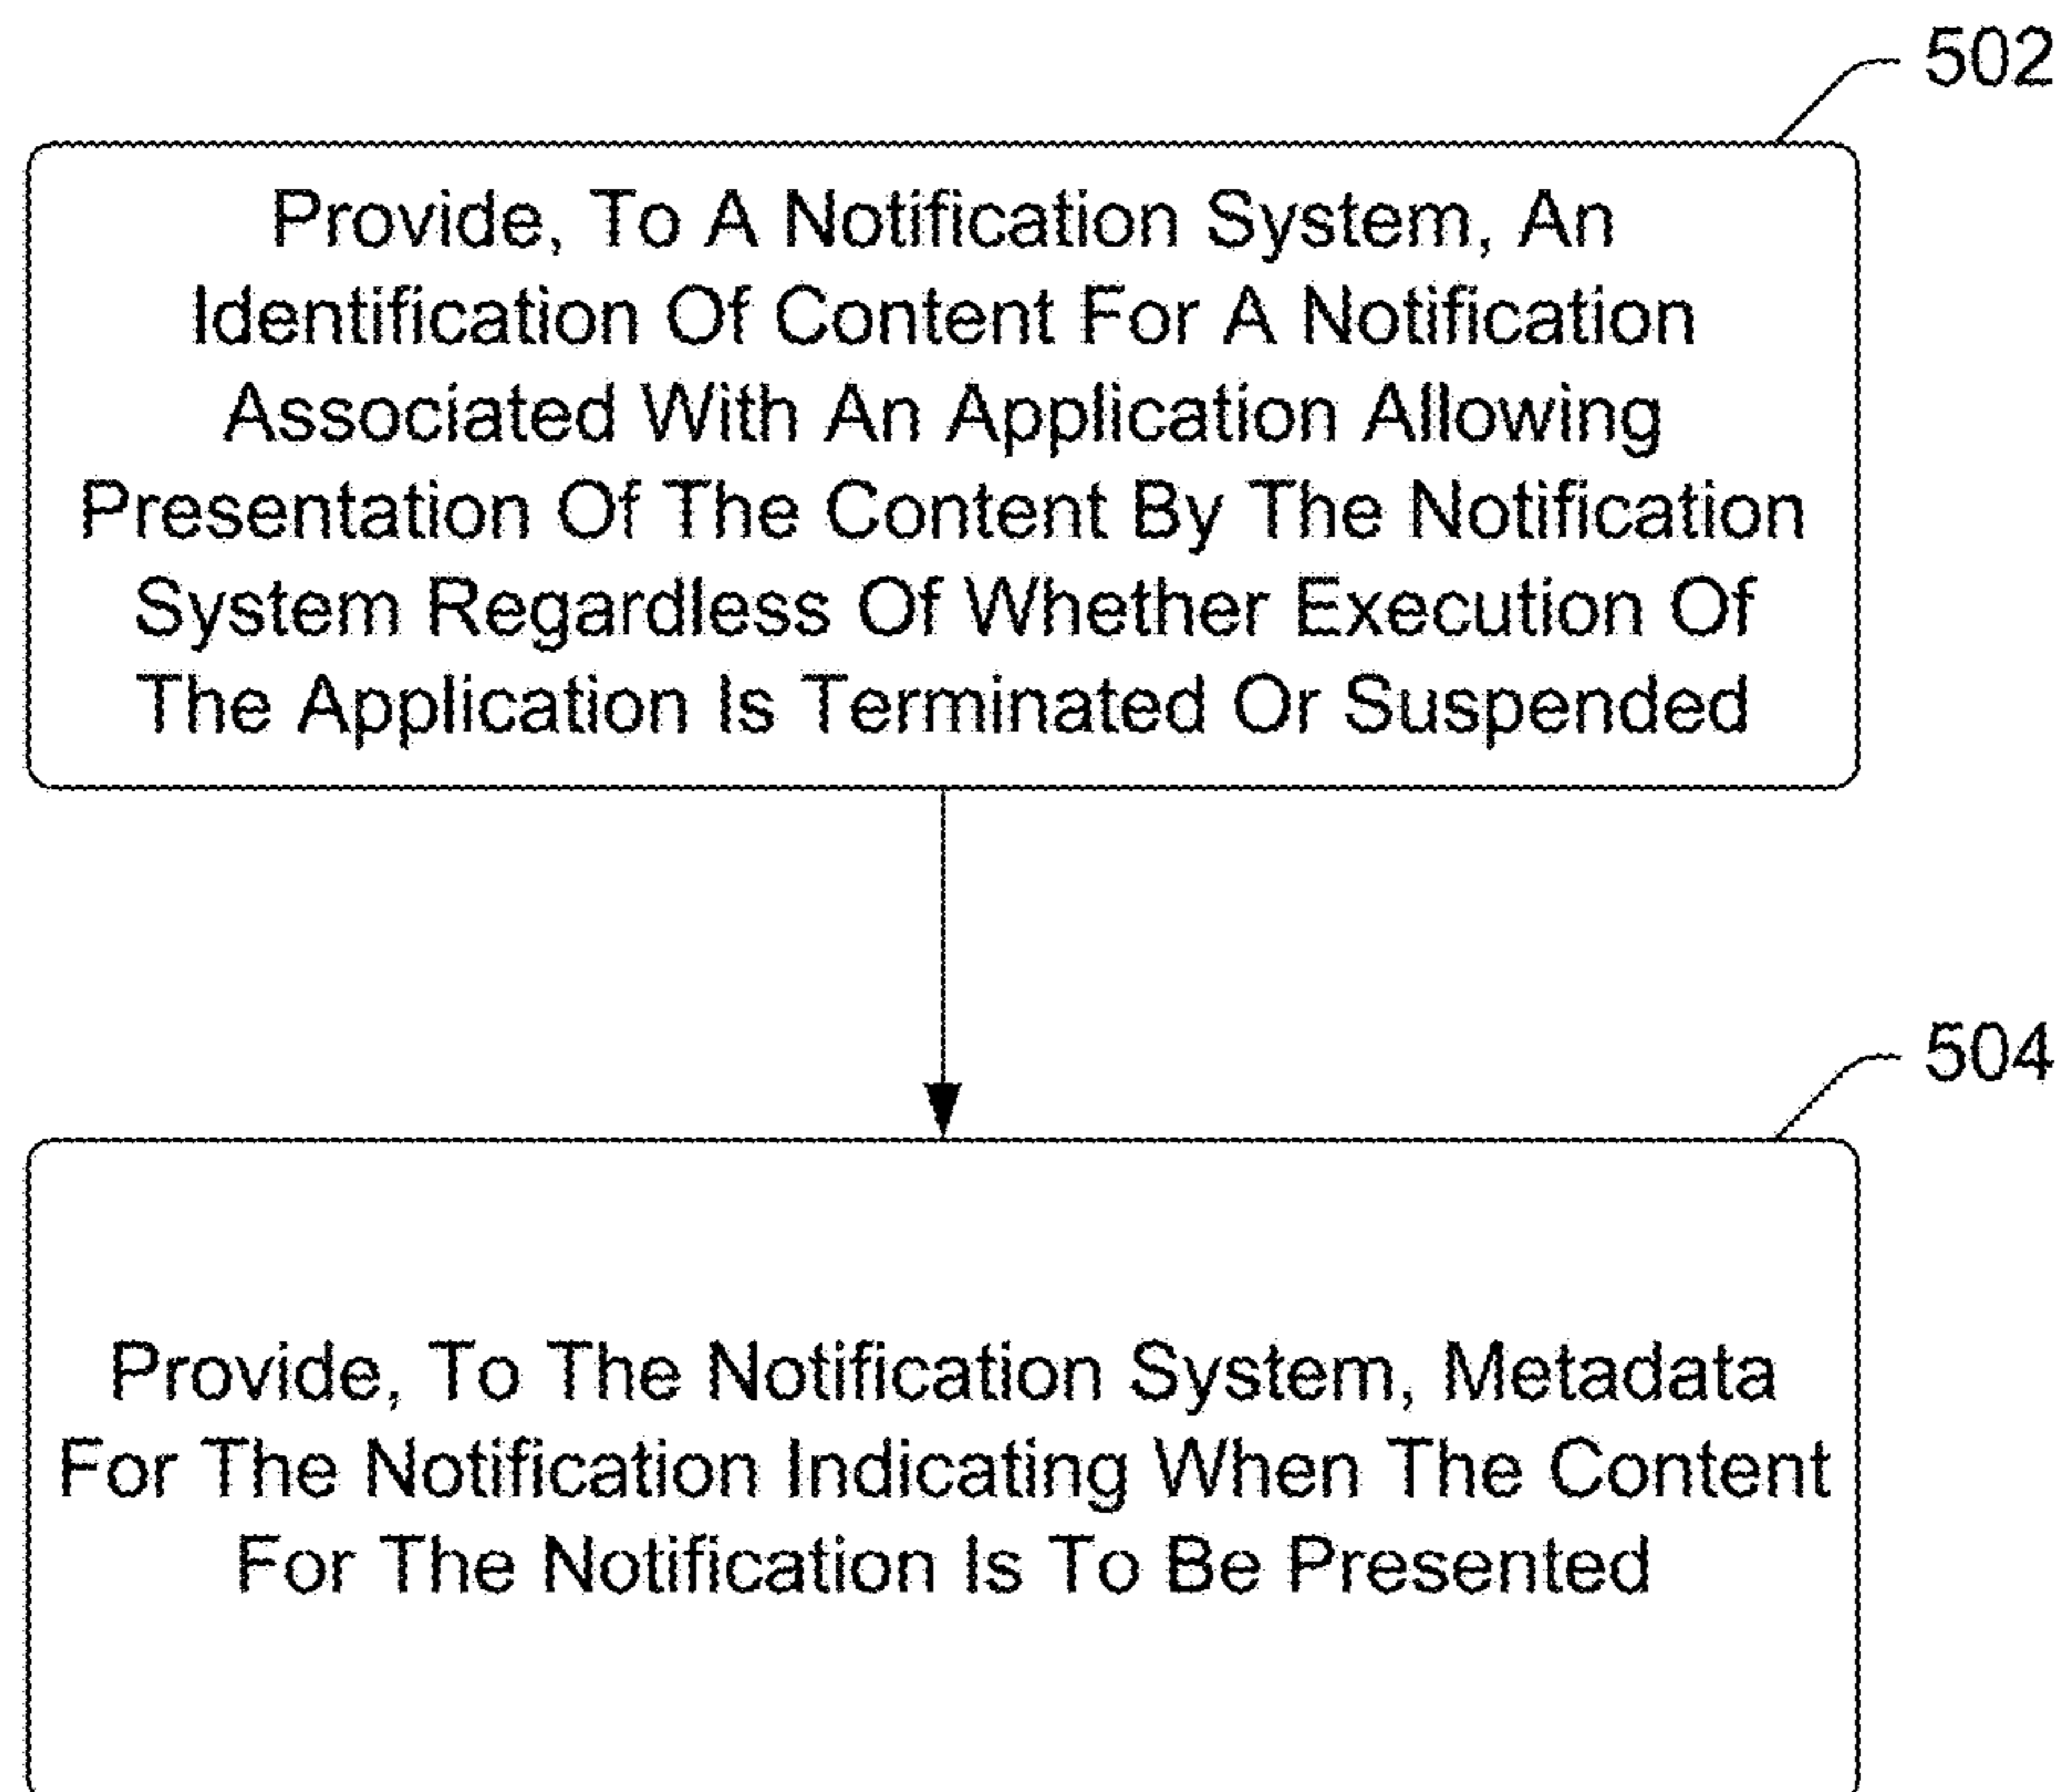 502
Provide, To A Notification System, An
Identification Of Content For A Notification
Associated With An Application Allowing
Presentation Of The Content By The Notification
System Regardless Of Whether Execution Of
The Application Is Terminated Or Suspended
504
Provide, To The Notification System, Metadata
For The Notification Indicating When The Content
For The Notification Is To Be Presented